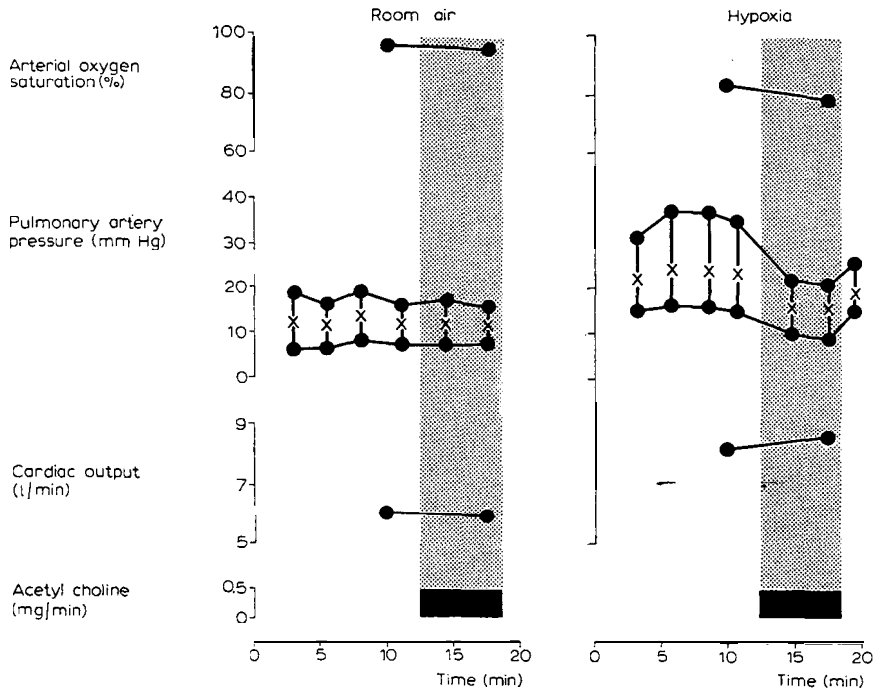 Room air
Hypoxia
Arterial oxygen
saturation (%)
100
80
60
Pulmonary artery
pressure (mm Hg)
40
30
20
10
0
Cardiac output
(l/min)
9
7
5
Acetyl choline
(mg/min)
0.5
0
0 5 10 15 20
Time (min)
0 5 10 15 20
Time (min)